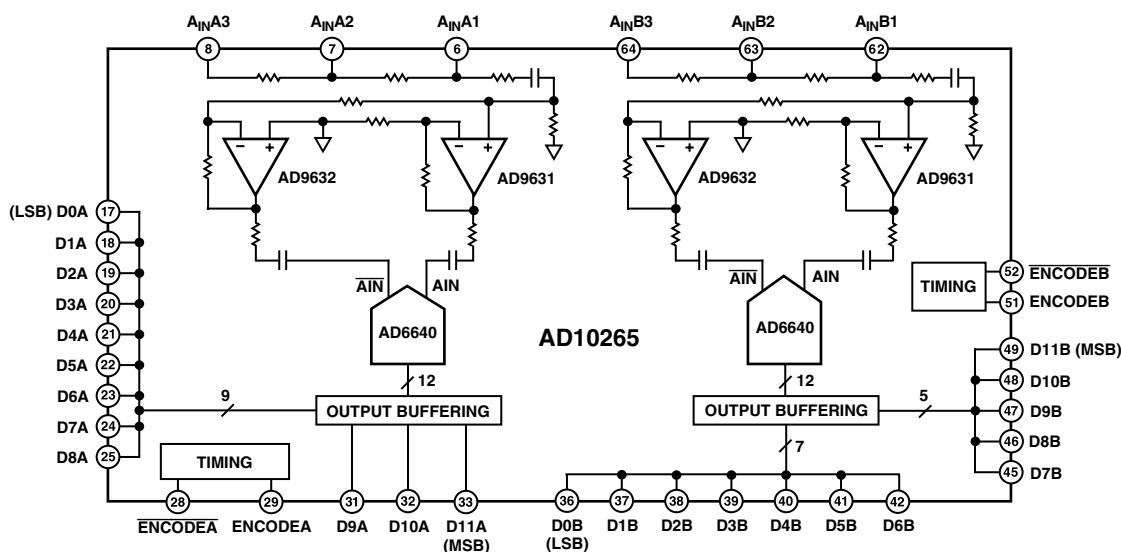 AINA3 AINA2 AINA1 AINB3 AINB2 AINB1
8 7 6 64 63 62
− + − + − + − +
AD9632 AD9631 AD9632 AD9631
(LSB) D0A 17
D1A 18
D2A 19
D3A 20
D4A 21
D5A 22
D6A 23
D7A 24
D8A 25
AIN AIN AIN AIN
AD6640 AD10265 AD6640
TIMING 52 ENCODEB
51 ENCODEB
49 D11B (MSB)
48 D10B
47 D9B
46 D8B
45 D7B
12 12
9 OUTPUT BUFFERING OUTPUT BUFFERING 5
7
TIMING
28 29 31 32 33 36 37 38 39 40 41 42
ENCODEA ENCODEA D9A D10A D11A D0B D1B D2B D3B D4B D5B D6B
(MSB) (LSB)